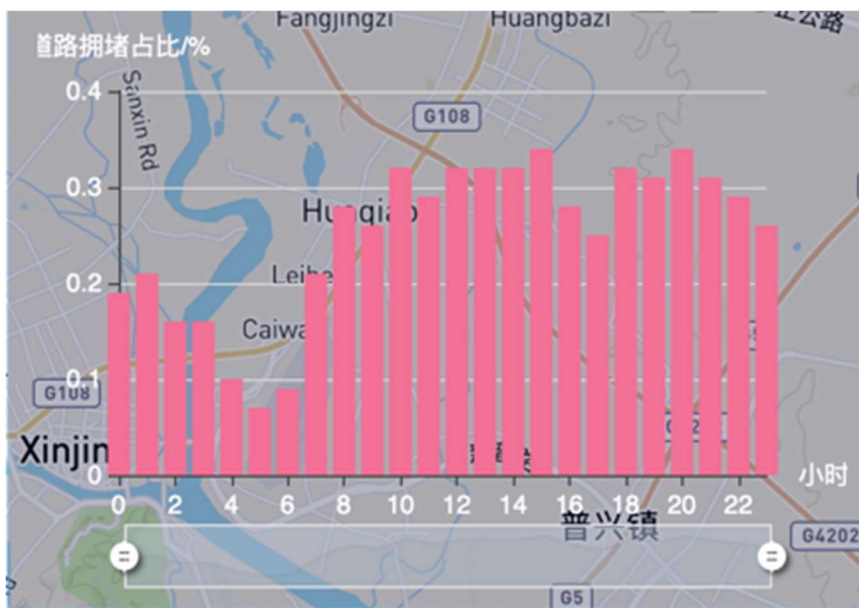 Fangjingzi
Huangbazi
道路拥堵占比/%
Sanxin Rd
0.4
G108
0.3
Huaqiao
0.2
Caiwa
0.1
G108
Xinjin
0
小时
0 2 4 6 8 10 12 14 16 18 20 22
普兴镇
G4202
G5